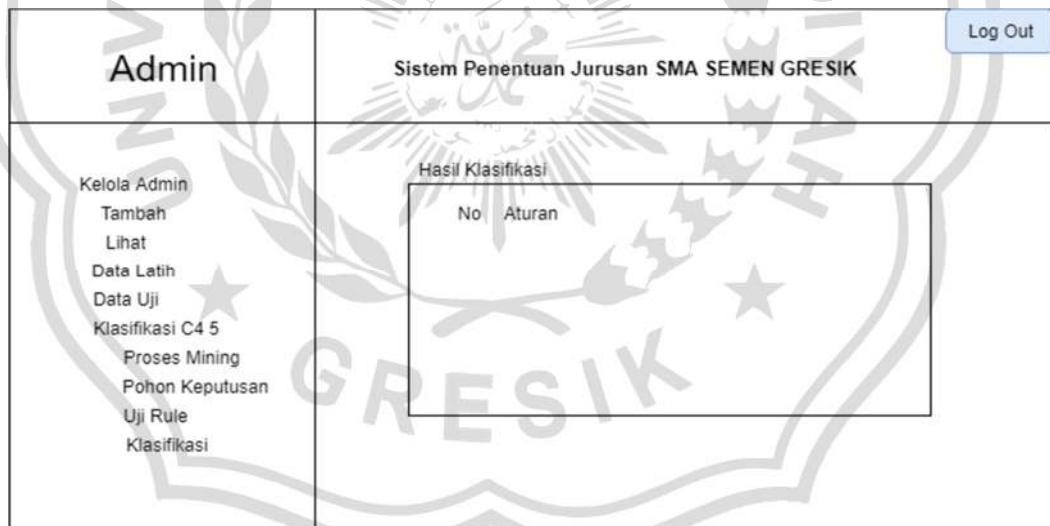 Log Out
Admin
Sistem Penentuan Jurusan SMA SEMEN GRESIK
Kelola Admin
Tambah
Lihat
Data Latih
Data Uji
Klasifikasi C4 5
Proses Mining
Pohon Keputusan
Uji Rule
Klasifikasi
Hasil Klasifikasi
No Aturan
GRESIK